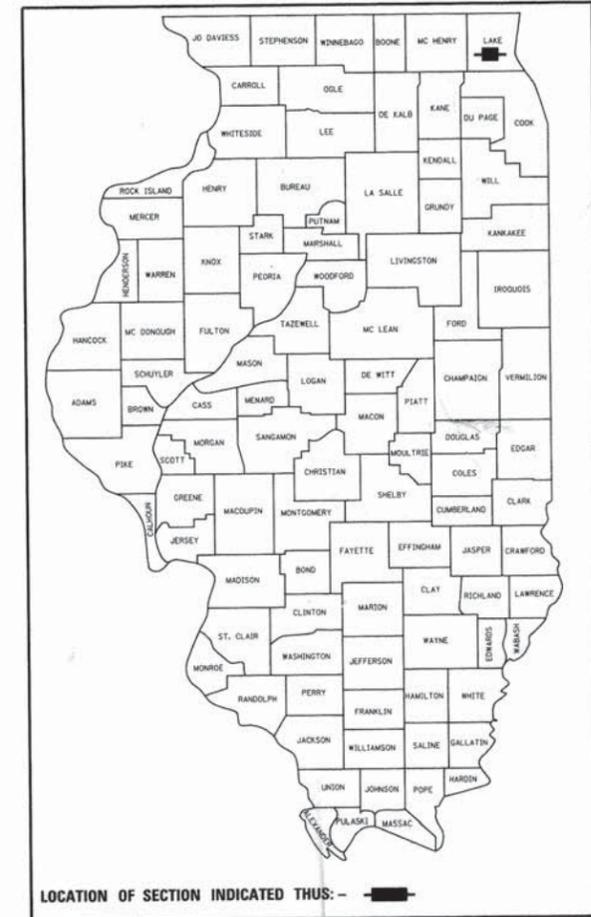 JO DAVIESS STEPHENSON WINNEBAGO BOONE MC HENRY LAKE
CARROLL OGLE DE KALB KANE DU PAGE COOK
WHITESIDE LEE
KENDALL
WILL
ROCK ISLAND HENRY BUREAU LA SALLE GRUNDY
MERCER PUTNAM
KANKAKEE
STARK MARSHALL
HENDERSON WARREN KNOX PEORIA WOODFORD LIVINGSTON IROQUOIS
HANCOCK MC DONOUGH FULTON TAZEWELL MC LEAN FORD
MASON
SCHUYLER LOGAN DE WITT CHAMPAIGN VERMILION
ADAMS BROWN CASS MENARD MACON PIATT
PIKE SCOTT MORGAN SANGAMON CHRISTIAN MOULTRIE DOUGLAS EDGAR
COLES
CALHOUN GREENE MACOUPIN MONTGOMERY SHELBY CUMBERLAND CLARK
JERSEY FAYETTE EFFINGHAM JASPER CRAWFORD
MADISON BOND
CLAY RICHLAND LAWRENCE
CLINTON MARION
ST. CLAIR WAYNE EDWARDS WABASH
WASHINGTON JEFFERSON
MONROE
RANDOLPH PERRY HAMILTON WHITE
FRANKLIN
JACKSON WILLIAMSON SALINE GALLATIN
UNION JOHNSON POPE HARDIN
ALEXANDER PULASKI MASSAC
LOCATION OF SECTION INDICATED THUS: -